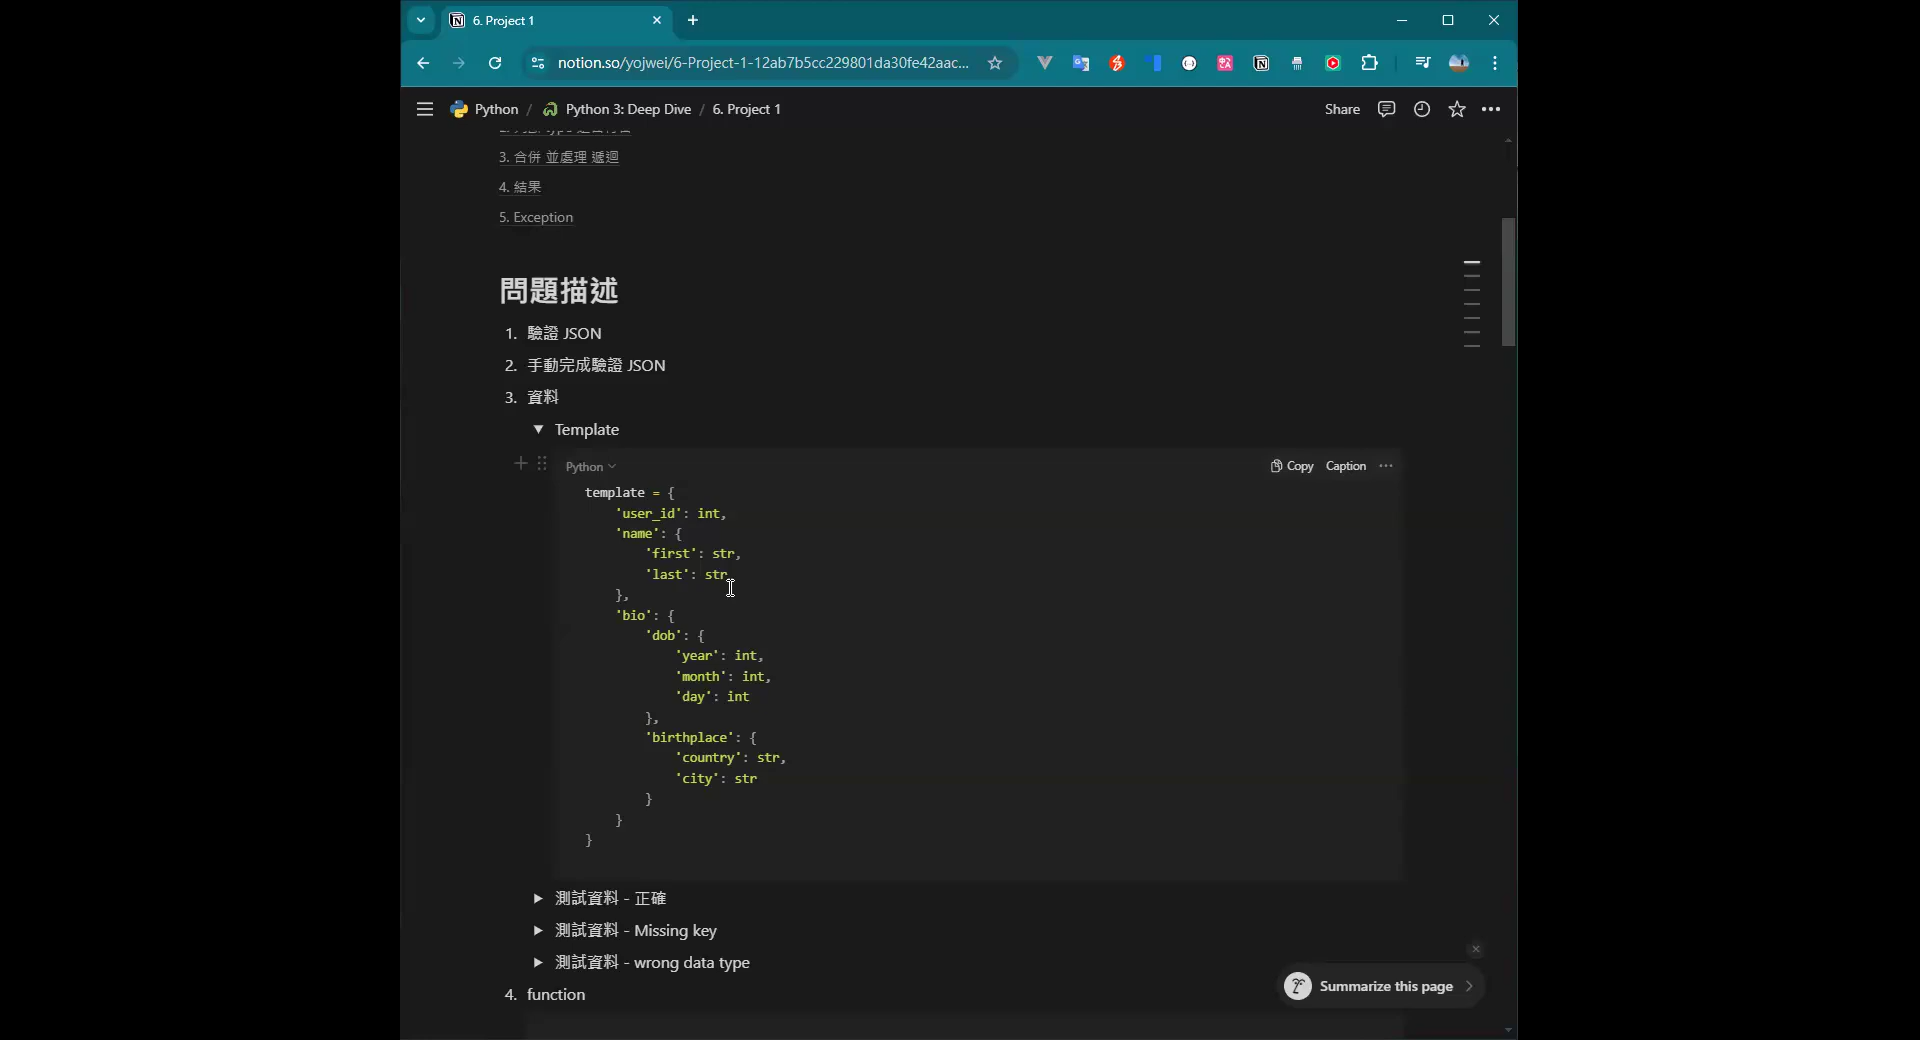 6. Project 1
notion.so/yojwei/6-Project-1-12ab7b5cc229801da30fe42aac...
Python / Python 3: Deep Dive / 6. Project 1
Share
3. 合併 並處理 遞迴
4. 結果
5. Exception
問題描述
1. 驗證 JSON
2. 手動完成驗證 JSON
3. 資料
Template
Python
Copy Caption
template = {
'user_id': int,
'name': {
'first': str,
'last': str
},
'bio': {
'dob': {
'year': int,
'month': int,
'day': int
},
'birthplace': {
'country': str,
'city': str
}
}
}
測試資料 - 正確
測試資料 - Missing key
測試資料 - wrong data type
Summarize this page
4. function